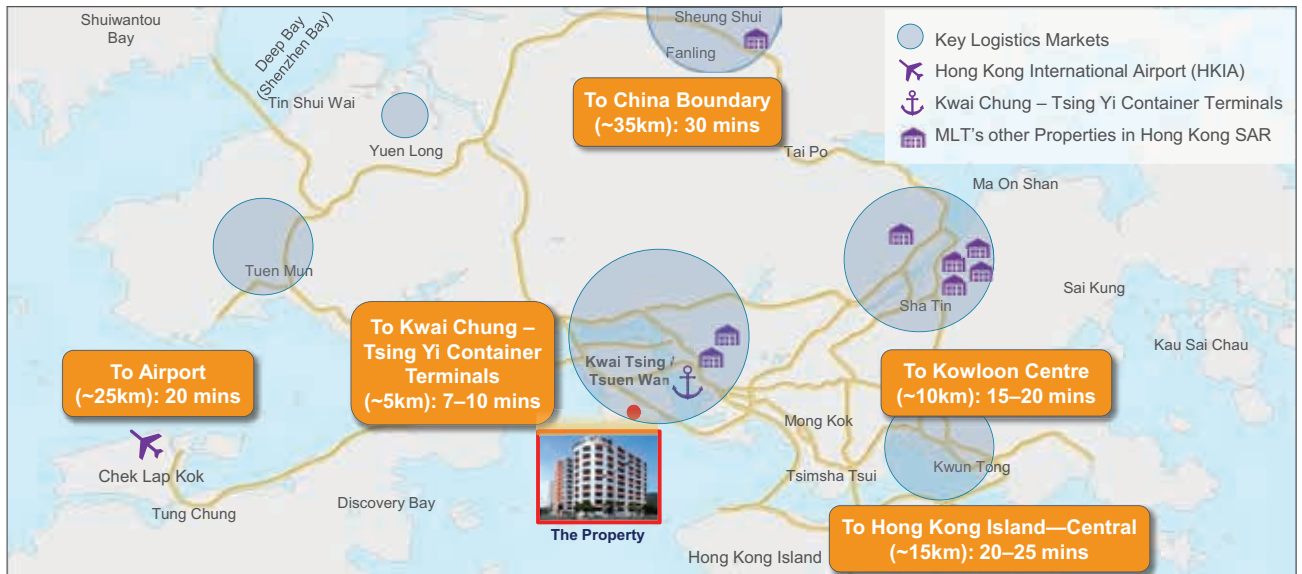 Shuiwantou
Bay
Deep Bay
(Shenzhen Bay)
Sheung Shui
Fanling
Key Logistics Markets
Hong Kong International Airport (HKIA)
Kwai Chung – Tsing Yi Container Terminals
MLT's other Properties in Hong Kong SAR
Tin Shui Wai
Yuen Long
To China Boundary
(~35km): 30 mins
Tai Po
Ma On Shan
Tuen Mun
Sha Tin
Sai Kung
Kau Sai Chau
To Kwai Chung –
Tsing Yi Container
Terminals
(~5km): 7–10 mins
Kwai Tsing /
Tsuen Wan
To Airport
(~25km): 20 mins
To Kowloon Centre
(~10km): 15–20 mins
Mong Kok
Chek Lap Kok
Tsimsha Tsui
Kwun Tong
Discovery Bay
Tung Chung
The Property
Hong Kong Island
To Hong Kong Island—Central
(~15km): 20–25 mins